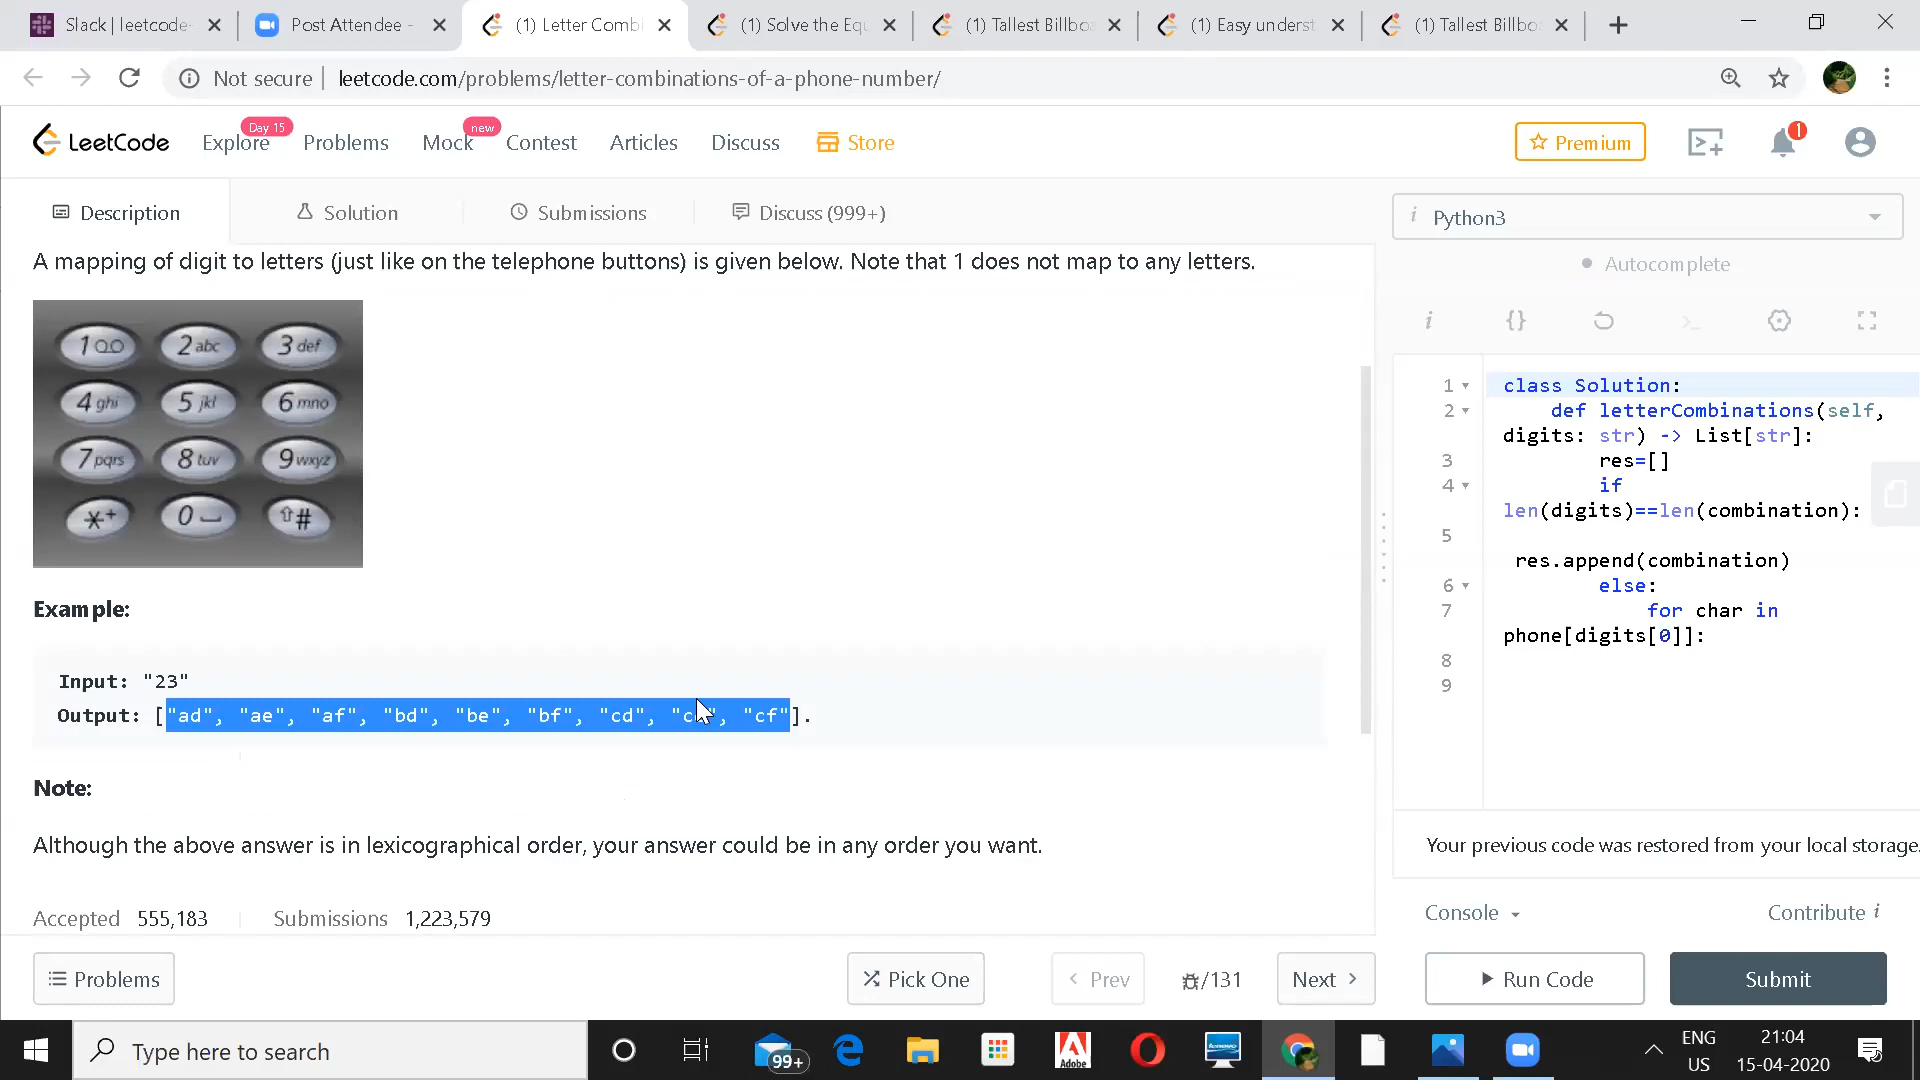 Slack | leetcode-
Post Attendee -
(1) Letter Combi
(1) Solve the Equ
(1) Tallest Billbo
(1) Easy underst
(1) Tallest Billbo
Not secure | leetcode.com/problems/letter-combinations-of-a-phone-number/
LeetCode
Explore
Day 15
Problems
Mock
new
Contest
Articles
Discuss
Store
Premium
1
Description
Solution
Submissions
Discuss (999+)
A mapping of digit to letters (just like on the telephone buttons) is given below. Note that 1 does not map to any letters.
1 2 abc 3 def
4 ghi 5 jkl 6 mno
7 pqrs 8 tuv 9 wxyz
*+ 0 #
Example:
Input: "23"
Output: ["ad", "ae", "af", "bd", "be", "bf", "cd", "c", "cf"].
Note:
Although the above answer is in lexicographical order, your answer could be in any order you want.
Accepted 555,183 Submissions 1,223,579
Problems
Pick One
Prev
/131
Next
i Python3
Autocomplete
i {}
1 class Solution:
2 def letterCombinations(self,
digits: str) -> List[str]:
3 res=[]
4 if
len(digits)==len(combination):
5
res.append(combination)
6 else:
7 for char in
phone[digits[0]]:
8
9
Your previous code was restored from your local storage.
Console
Contribute i
Run Code
Submit
Type here to search
99+
Adobe
Lenovo
ENG
US
21:04
15-04-2020